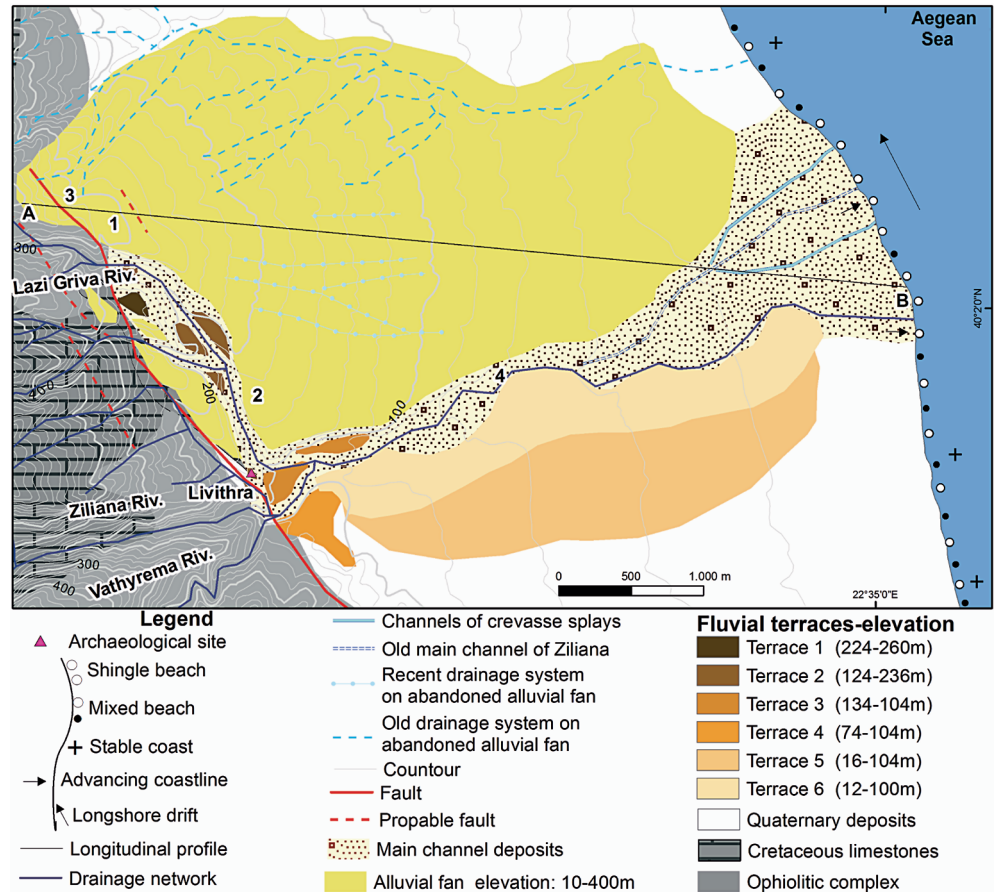 Aegean
Sea
3
A
1
300
Lazi Griva Riv.
B
40°2'0"N
400
200
2
4
100
Livithra
Ziliana Riv.
Vathyrema Riv.
300
400
0 500 1.000 m
22°35'0"E
Legend
Archaeological site
Shingle beach
Mixed beach
Stable coast
Advancing coastline
Longshore drift
Longitudinal profile
Drainage network
Channels of crevasse splays
Old main channel of Ziliana
Recent drainage system
on abandoned alluvial fan
Old drainage system on
abandoned alluvial fan
Countour
Fault
Propable fault
Main channel deposits
Alluvial fan elevation: 10-400m
Fluvial terraces-elevation
Terrace 1 (224-260m)
Terrace 2 (124-236m)
Terrace 3 (134-104m)
Terrace 4 (74-104m)
Terrace 5 (16-104m)
Terrace 6 (12-100m)
Quaternary deposits
Cretaceous limestones
Ophiolitic complex